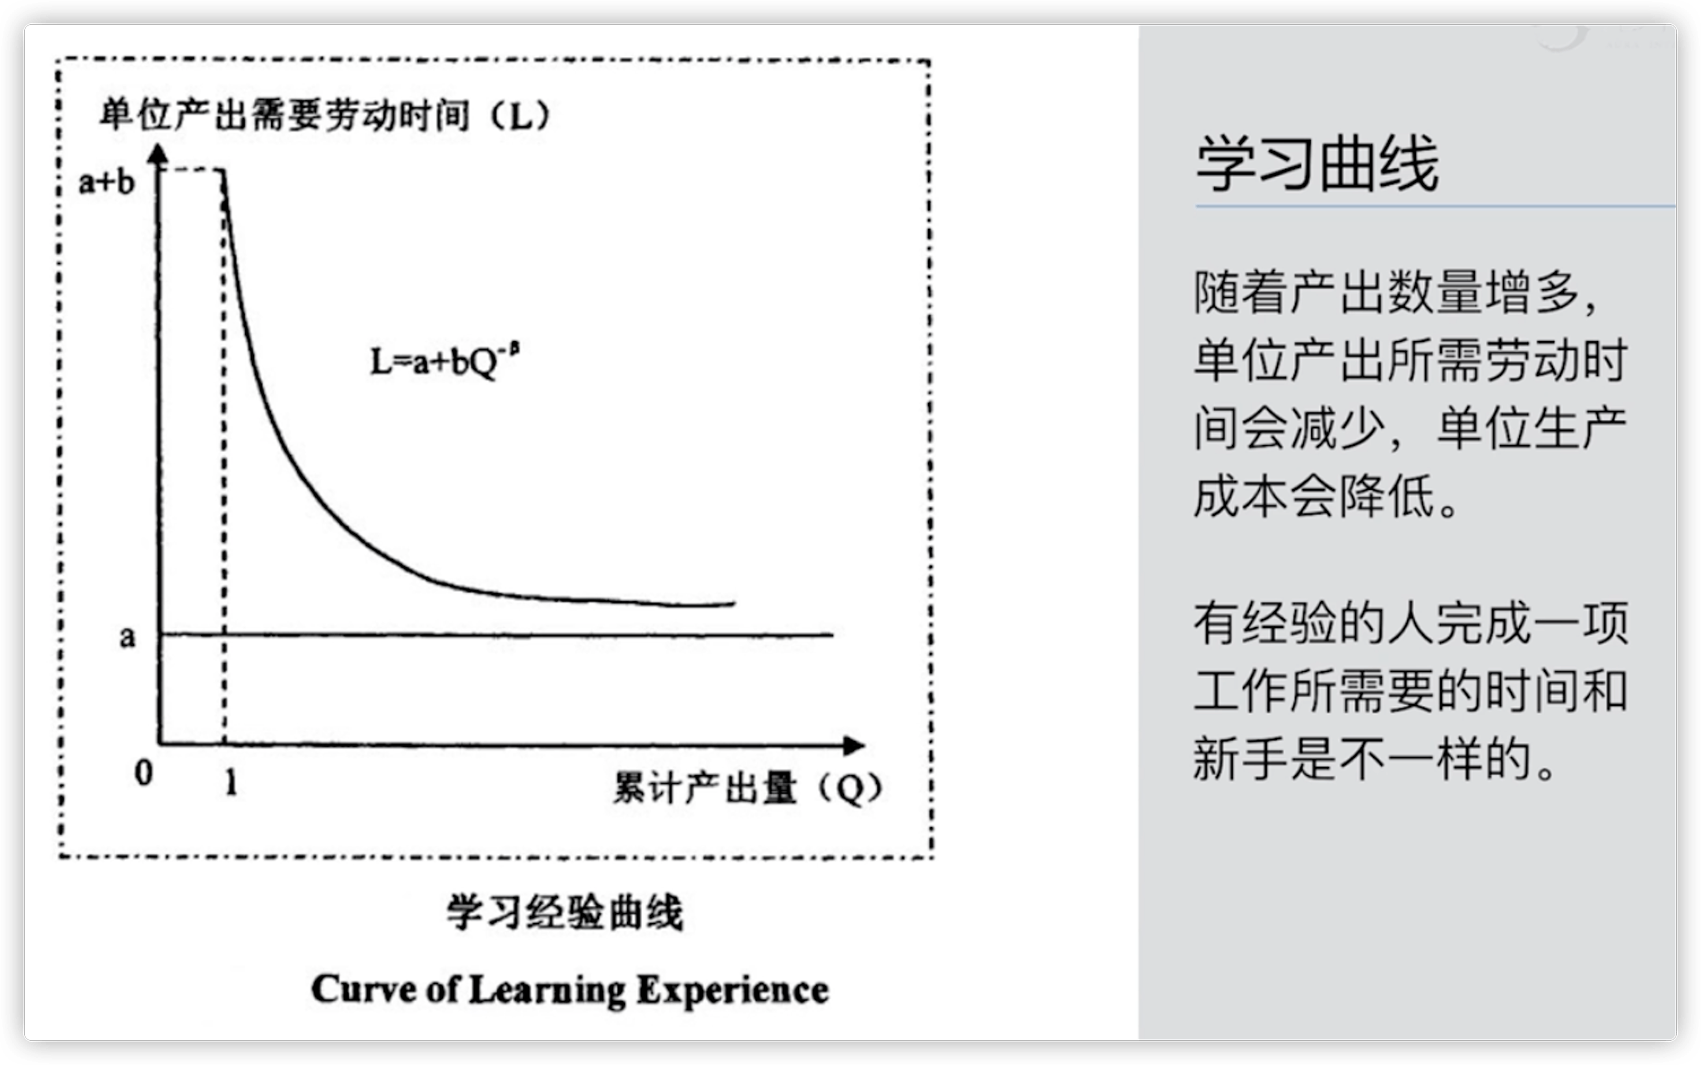 单位产出需要劳动时间（L）
a+b
L=a+bQ⁻ᵝ
a
0
1
累计产出量（Q）
学习经验曲线
Curve of Learning Experience
学习曲线
随着产出数量增多，
单位产出所需劳动时
间会减少，单位生产
成本会降低。
有经验的人完成一项
工作所需要的时间和
新手是不一样的。